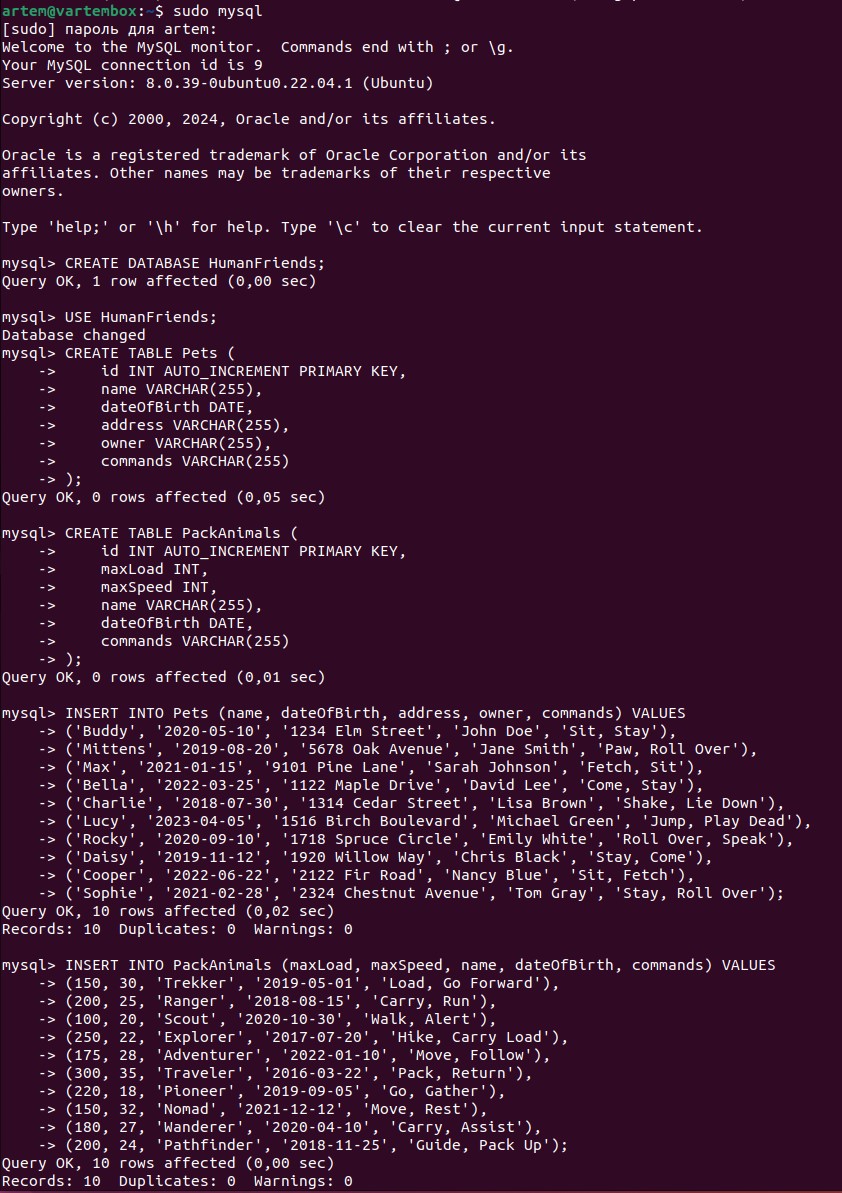 artem@vartembox:~$ sudo mysql
[sudo] пароль для artem:
Welcome to the MySQL monitor.  Commands end with ; or \g.
Your MySQL connection id is 9
Server version: 8.0.39-0ubuntu0.22.04.1 (Ubuntu)

Copyright (c) 2000, 2024, Oracle and/or its affiliates.

Oracle is a registered trademark of Oracle Corporation and/or its
affiliates. Other names may be trademarks of their respective
owners.

Type 'help;' or '\h' for help. Type '\c' to clear the current input statement.

mysql> CREATE DATABASE HumanFriends;
Query OK, 1 row affected (0,00 sec)

mysql> USE HumanFriends;
Database changed
mysql> CREATE TABLE Pets (
    ->     id INT AUTO_INCREMENT PRIMARY KEY,
    ->     name VARCHAR(255),
    ->     dateOfBirth DATE,
    ->     address VARCHAR(255),
    ->     owner VARCHAR(255),
    ->     commands VARCHAR(255)
    -> );
Query OK, 0 rows affected (0,05 sec)

mysql> CREATE TABLE PackAnimals (
    ->     id INT AUTO_INCREMENT PRIMARY KEY,
    ->     maxLoad INT,
    ->     maxSpeed INT,
    ->     name VARCHAR(255),
    ->     dateOfBirth DATE,
    ->     commands VARCHAR(255)
    -> );
Query OK, 0 rows affected (0,01 sec)

mysql> INSERT INTO Pets (name, dateOfBirth, address, owner, commands) VALUES
    -> ('Buddy', '2020-05-10', '1234 Elm Street', 'John Doe', 'Sit, Stay'),
    -> ('Mittens', '2019-08-20', '5678 Oak Avenue', 'Jane Smith', 'Paw, Roll Over'),
    -> ('Max', '2021-01-15', '9101 Pine Lane', 'Sarah Johnson', 'Fetch, Sit'),
    -> ('Bella', '2022-03-25', '1122 Maple Drive', 'David Lee', 'Come, Stay'),
    -> ('Charlie', '2018-07-30', '1314 Cedar Street', 'Lisa Brown', 'Shake, Lie Down'),
    -> ('Lucy', '2023-04-05', '1516 Birch Boulevard', 'Michael Green', 'Jump, Play Dead'),
    -> ('Rocky', '2020-09-10', '1718 Spruce Circle', 'Emily White', 'Roll Over, Speak'),
    -> ('Daisy', '2019-11-12', '1920 Willow Way', 'Chris Black', 'Stay, Come'),
    -> ('Cooper', '2022-06-22', '2122 Fir Road', 'Nancy Blue', 'Sit, Fetch'),
    -> ('Sophie', '2021-02-28', '2324 Chestnut Avenue', 'Tom Gray', 'Stay, Roll Over');
Query OK, 10 rows affected (0,02 sec)
Records: 10  Duplicates: 0  Warnings: 0

mysql> INSERT INTO PackAnimals (maxLoad, maxSpeed, name, dateOfBirth, commands) VALUES
    -> (150, 30, 'Trekker', '2019-05-01', 'Load, Go Forward'),
    -> (200, 25, 'Ranger', '2018-08-15', 'Carry, Run'),
    -> (100, 20, 'Scout', '2020-10-30', 'Walk, Alert'),
    -> (250, 22, 'Explorer', '2017-07-20', 'Hike, Carry Load'),
    -> (175, 28, 'Adventurer', '2022-01-10', 'Move, Follow'),
    -> (300, 35, 'Traveler', '2016-03-22', 'Pack, Return'),
    -> (220, 18, 'Pioneer', '2019-09-05', 'Go, Gather'),
    -> (150, 32, 'Nomad', '2021-12-12', 'Move, Rest'),
    -> (180, 27, 'Wanderer', '2020-04-10', 'Carry, Assist'),
    -> (200, 24, 'Pathfinder', '2018-11-25', 'Guide, Pack Up');
Query OK, 10 rows affected (0,00 sec)
Records: 10  Duplicates: 0  Warnings: 0